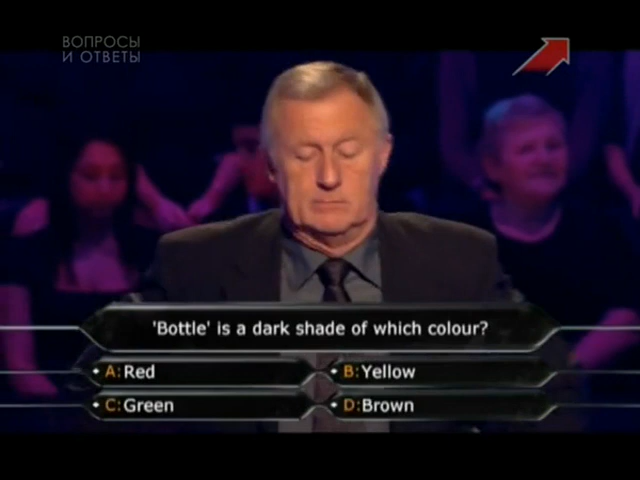 ВОПРОСЫ
И ОТВЕТЫ
'Bottle' is a dark shade of which colour?
A: Red
B: Yellow
C: Green
D: Brown